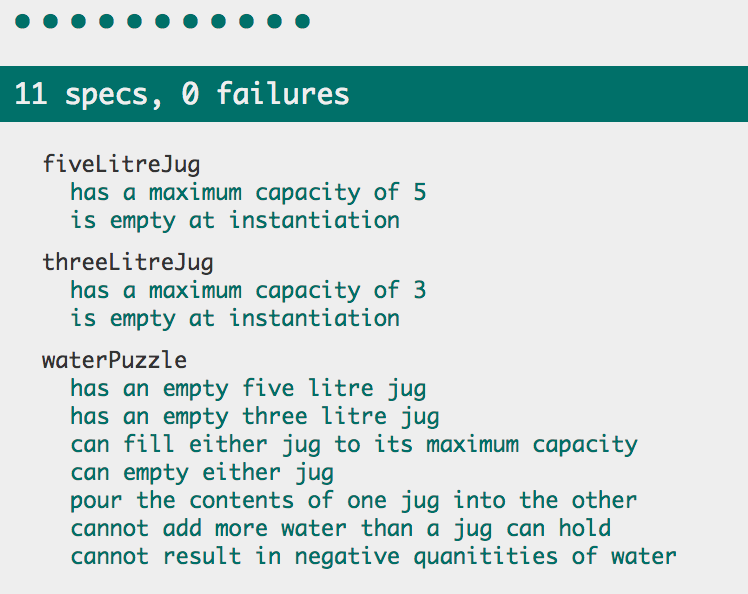 11 specs, 0 failures
fiveLitreJug
has a maximum capacity of 5
is empty at instantiation
threeLitreJug
has a maximum capacity of 3
is empty at instantiation
waterPuzzle
has an empty five litre jug
has an empty three litre jug
can fill either jug to its maximum capacity
can empty either jug
pour the contents of one jug into the other
cannot add more water than a jug can hold
cannot result in negative quanitities of water